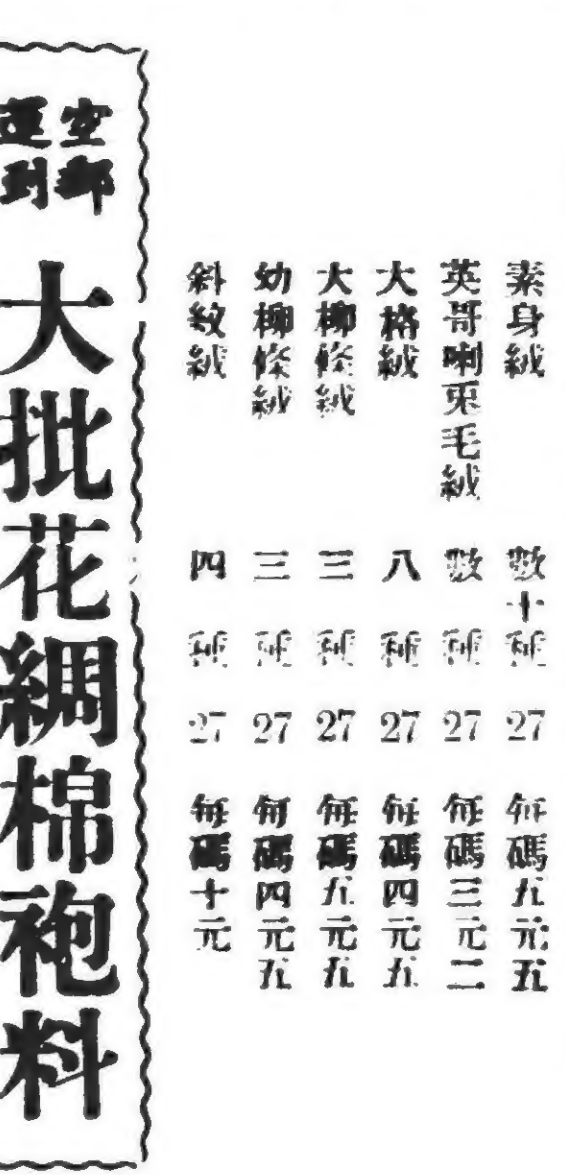 素身絨 數十種 27 每碼五元五
英哥喇㖨毛絨 數種 27 每碼三元二
大格絨 八種 27 每碼四元五
大柳條絨 三種 27 每碼五元五
幼柳條絨 三種 27 每碼四元五
斜紋絨 四種 27 每碼十元
空郵運到
大批花綢棉袍料